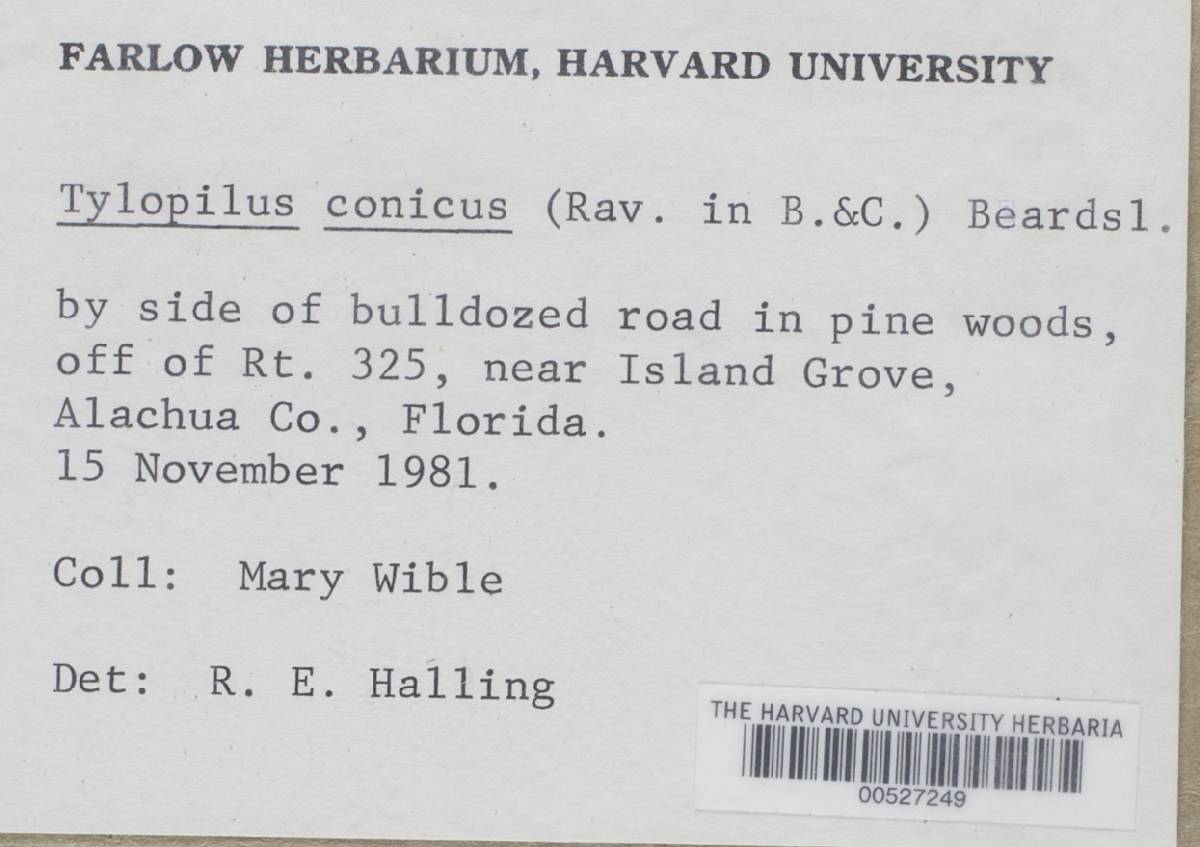 FARLOW HERBARIUM, HARVARD UNIVERSITY
Tylopilus conicus (Rav. in B.&C.) Beardsl.
by side of bulldozed road in pine woods,
off of Rt. 325, near Island Grove,
Alachua Co., Florida.
15 November 1981.
Coll: Mary Wible
Det: R. E. Halling
THE HARVARD UNIVERSITY HERBARIA
00527249